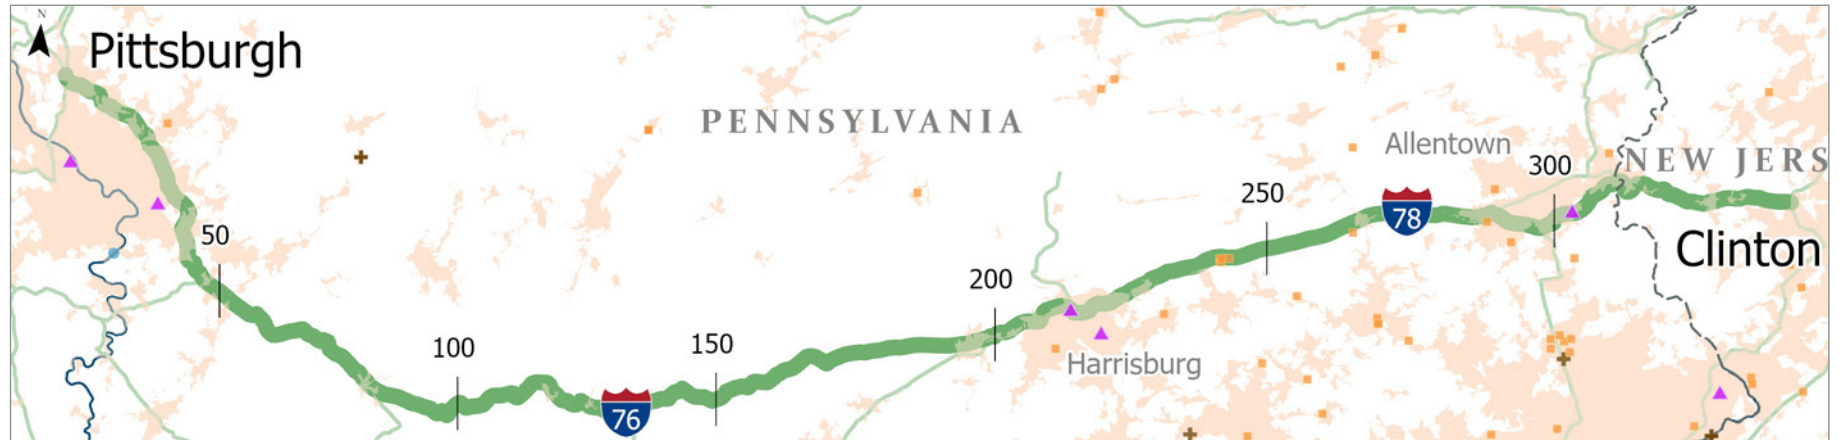 N
Pittsburgh
PENNSYLVANIA
Allentown
300
NEW JERS
250
50
78
Clinton
200
100
150
Harrisburg
76